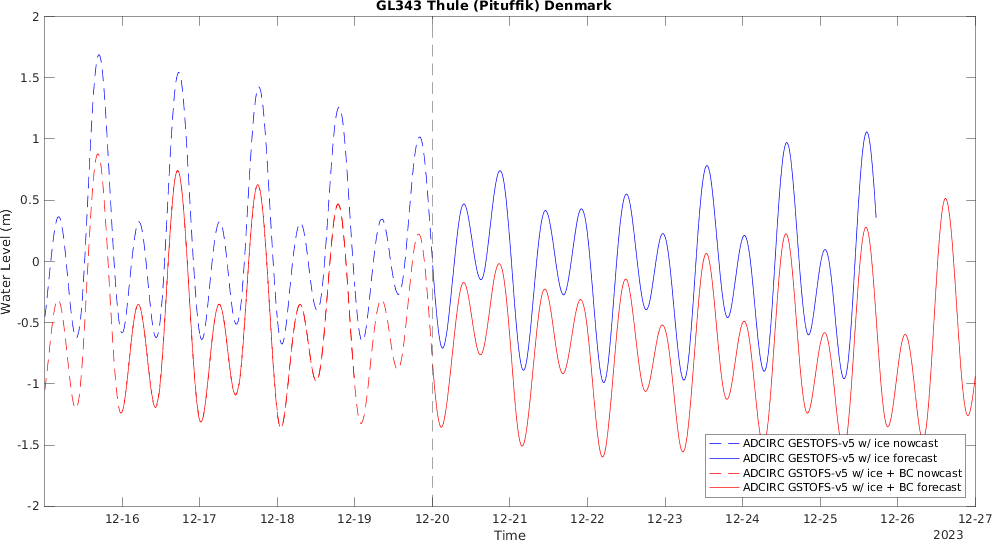 GL343 Thule (Pituffik) Denmark
2
1.5
1
0.5
0
-0.5
-1
-1.5
-2
Water Level (m)
ADCIRC GESTOFS-v5 w/ ice nowcast
ADCIRC GESTOFS-v5 w/ ice forecast
ADCIRC GSTOFS-v5 w/ ice + BC nowcast
ADCIRC GSTOFS-v5 w/ ice + BC forecast
12-16 12-17 12-18 12-19 12-20 12-21 12-22 12-23 12-24 12-25 12-26 12-27
Time
2023